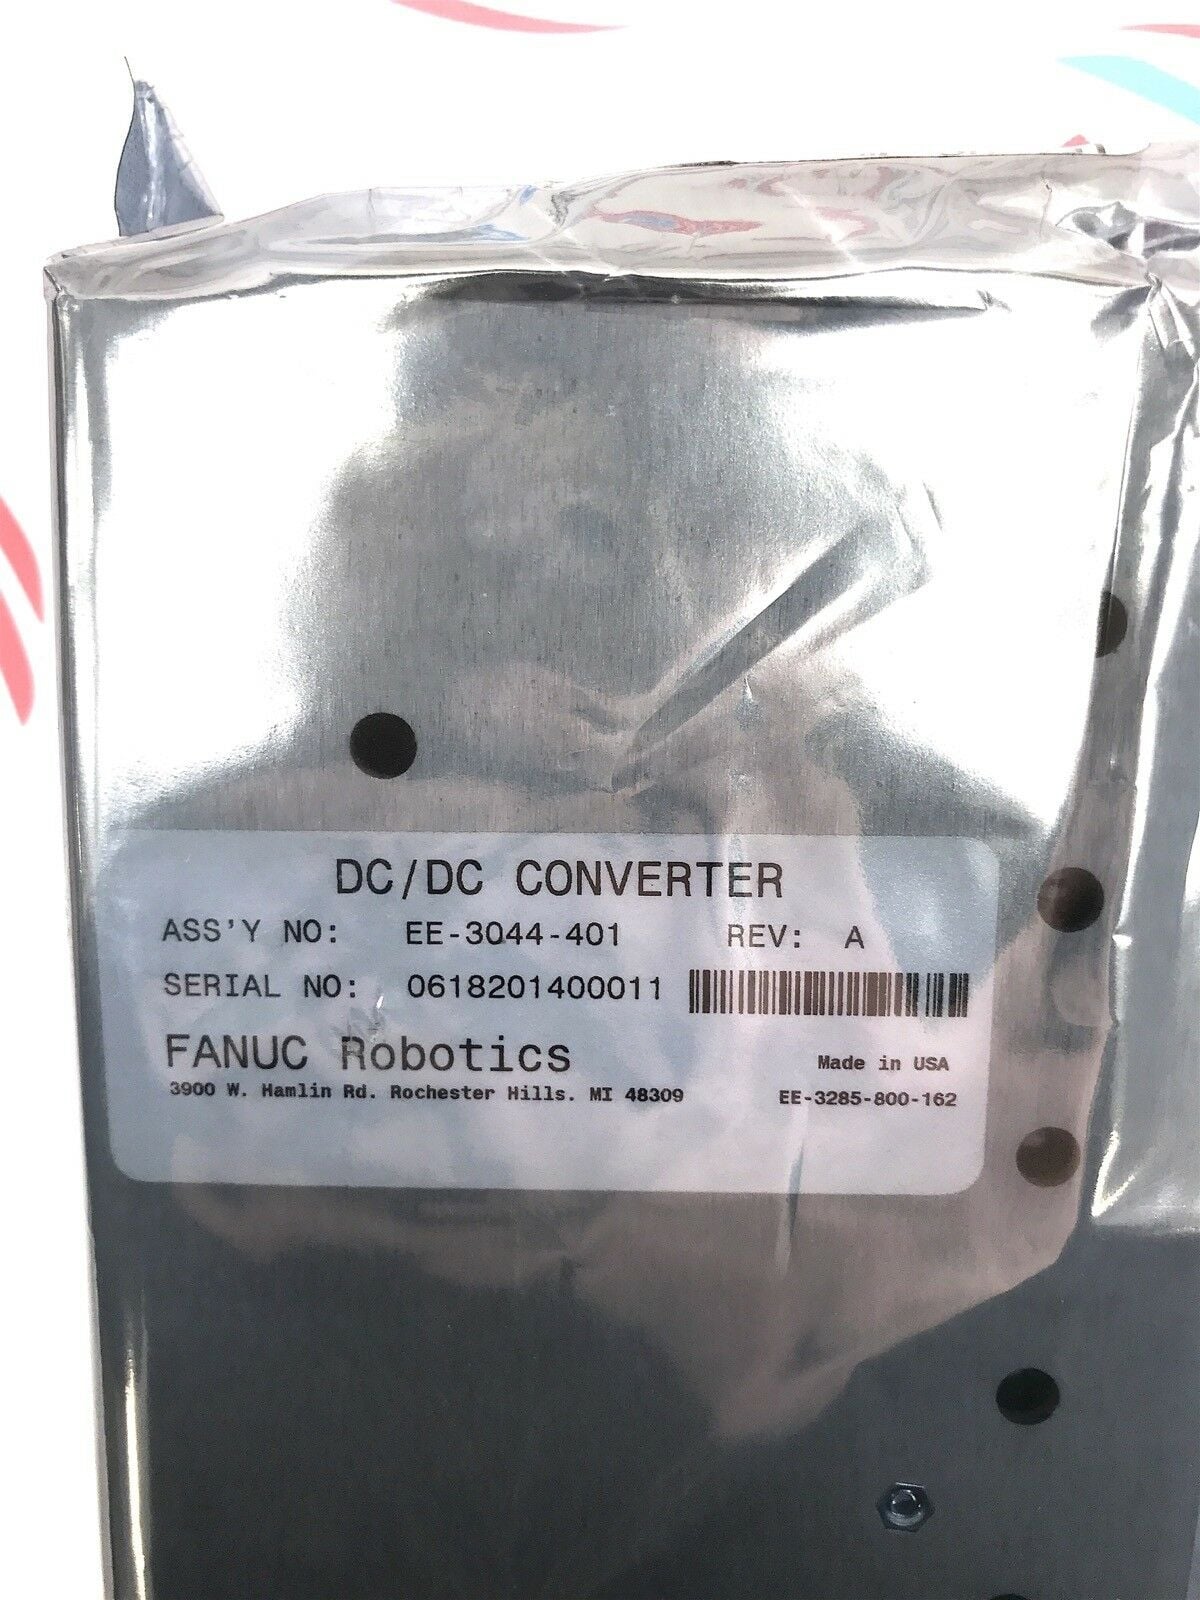 DC/DC CONVERTER
ASS'Y NO: EE-3044-401 REV: A
SERIAL NO: 0618201400011
FANUC Robotics Made in USA
3900 W. Hamlin Rd. Rochester Hills. MI 48309 EE-3285-800-162